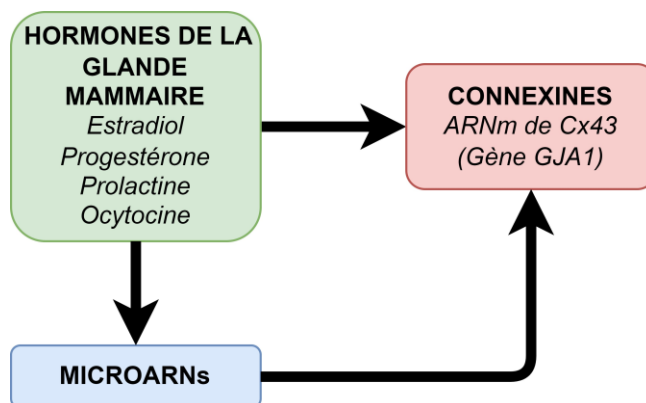 HORMONES DE LA
GLANDE
MAMMAIRE
Estradiol
Progestérone
Prolactine
Ocytocine
CONNEXINES
ARNm de Cx43
(Gène GJA1)
MICROARNs